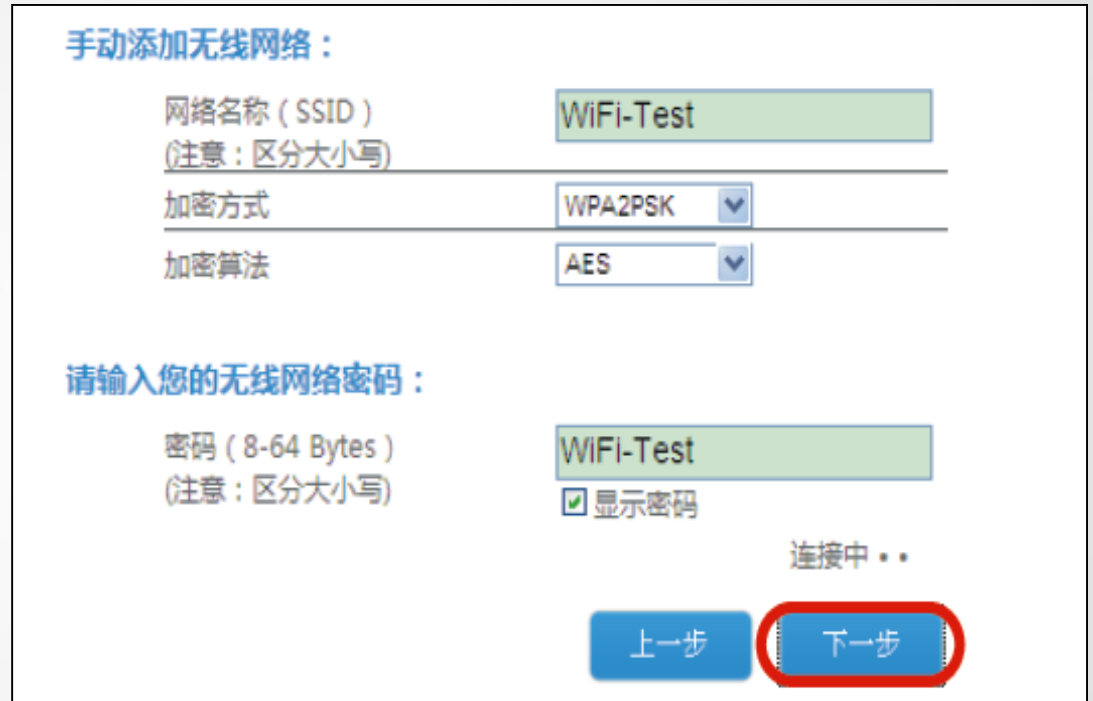 手动添加无线网络：
网络名称（SSID）
WiFi-Test
(注意：区分大小写)
加密方式
WPA2PSK
加密算法
AES
请输入您的无线网络密码：
密码（8-64 Bytes）
WiFi-Test
(注意：区分大小写)
显示密码
连接中 • •
上一步
下一步